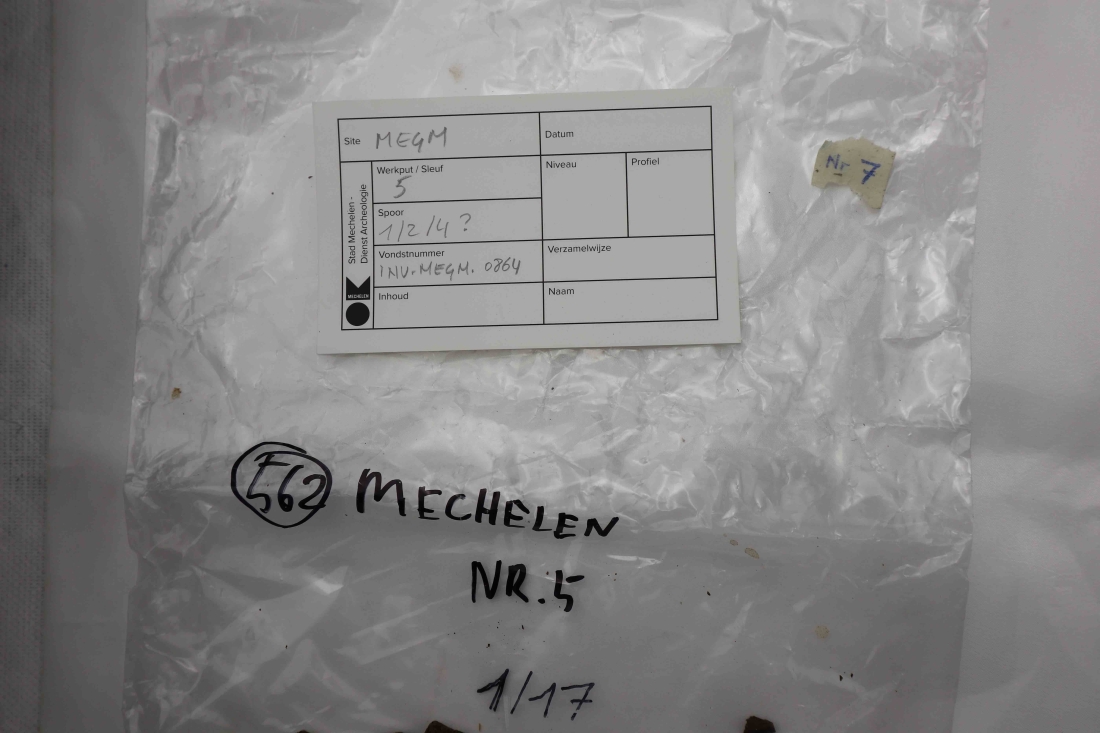 Site MEGM
Datum
Werkput / Sleuf
5
Niveau
Profiel
Spoor
1/2/4?
Vondstnummer
INV.MEGM. 0864
Verzamelwijze
Inhoud
Naam
Stad Mechelen -
Dienst Archeologie
MECHELEN
Nr 7
562 MECHELEN
NR.5
1/17